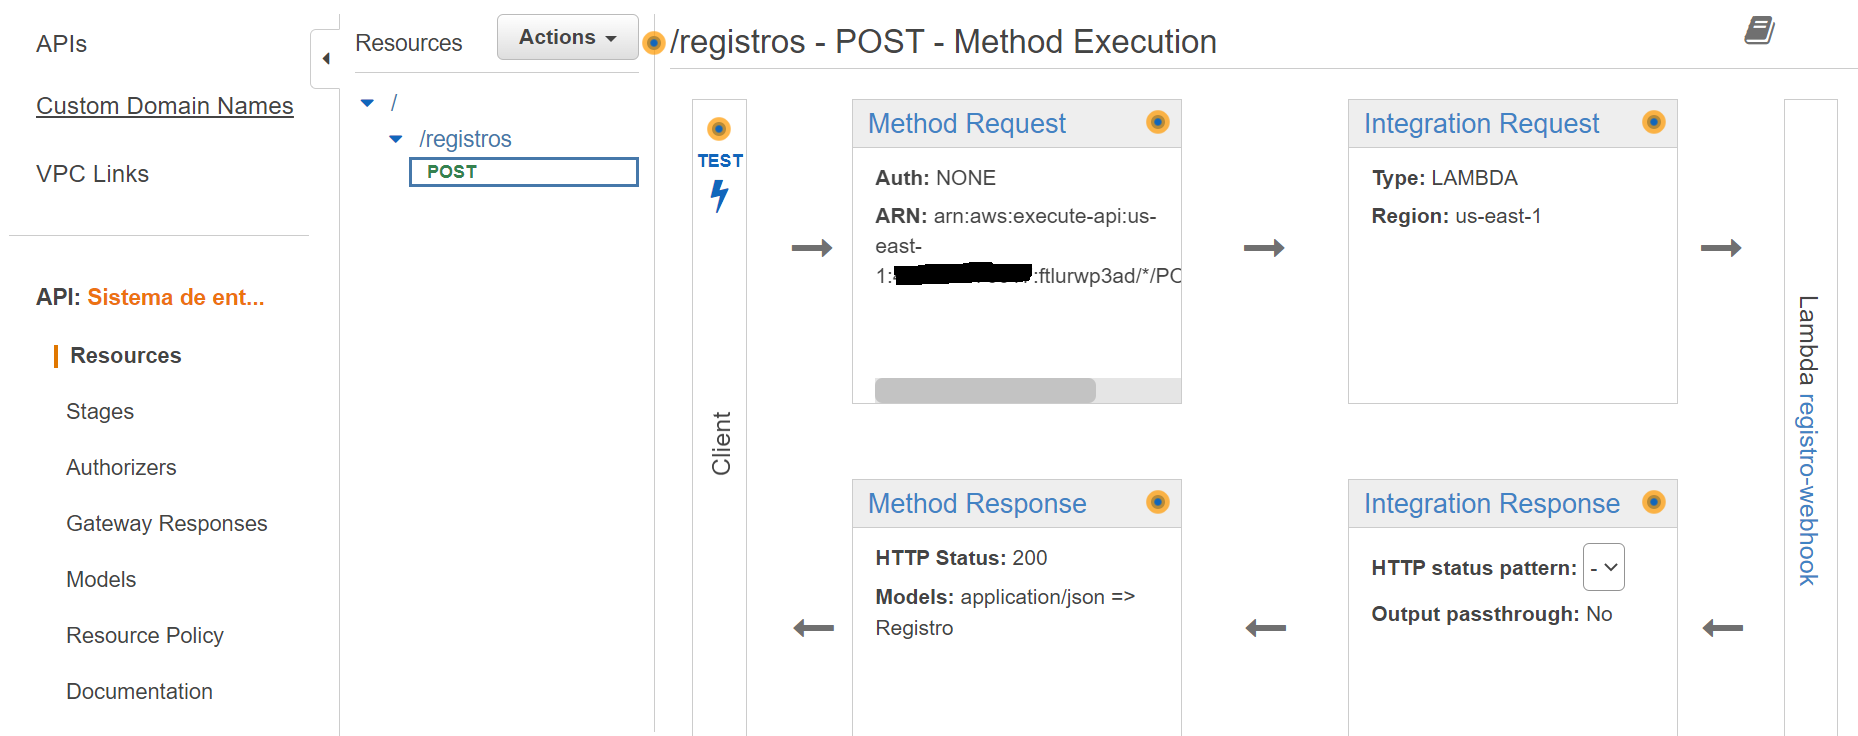 APIs
Custom Domain Names
VPC Links
API: Sistema de ent...
Resources
Stages
Authorizers
Gateway Responses
Models
Resource Policy
Documentation
Resources
Actions
/
/registros
POST
/registros - POST - Method Execution
TEST
Client
Method Request
Auth: NONE
ARN: arn:aws:execute-api:us-
east-
1: :ftlurwp3ad/*/PO
Integration Request
Type: LAMBDA
Region: us-east-1
Lambda registro-webhook
Method Response
HTTP Status: 200
Models: application/json =>
Registro
Integration Response
HTTP status pattern: -
Output passthrough: No